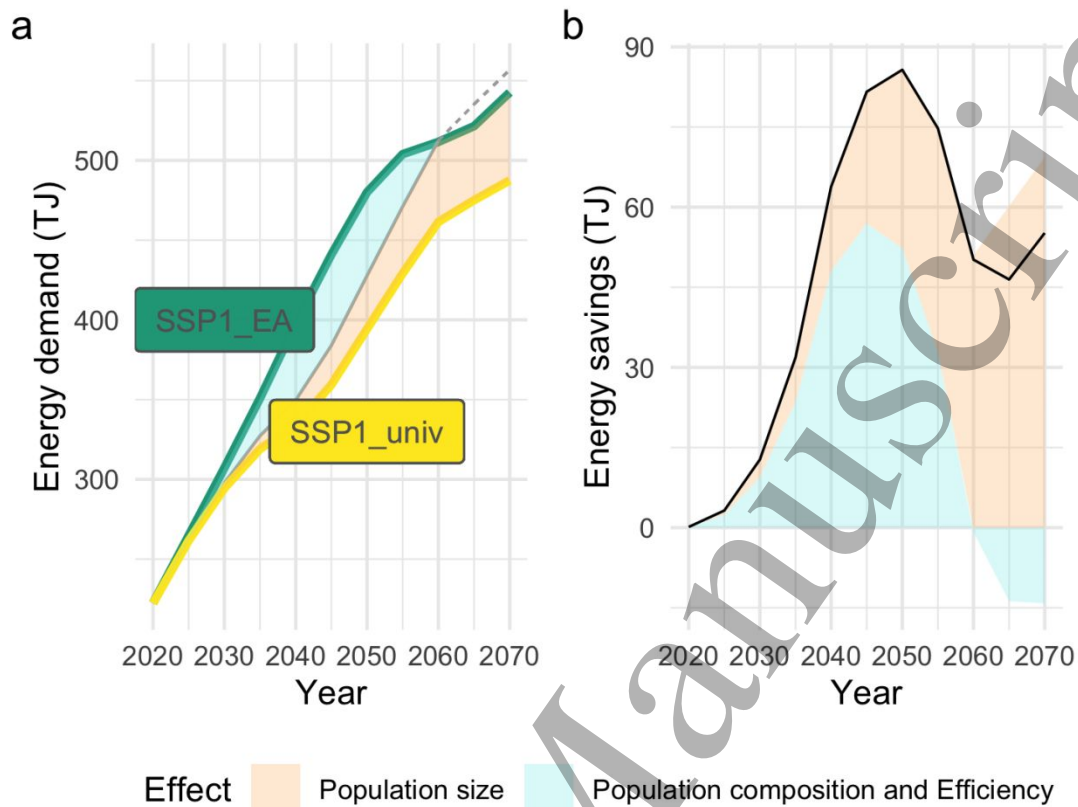 a
Energy demand (TJ)
500
400
300
SSP1_EA
SSP1_univ
2020 2030 2040 2050 2060 2070
Year
b
Energy savings (TJ)
90
60
30
0
2020 2030 2040 2050 2060 2070
Year
Effect Population size Population composition and Efficiency